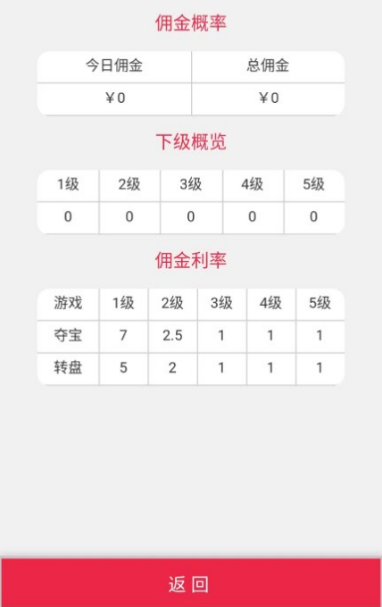 佣金概率
今日佣金 总佣金
￥0 ￥0
下级概览
1级 2级 3级 4级 5级
0 0 0 0 0
佣金利率
游戏 1级 2级 3级 4级 5级
夺宝 7 2.5 1 1 1
转盘 5 2 1 1 1
返回